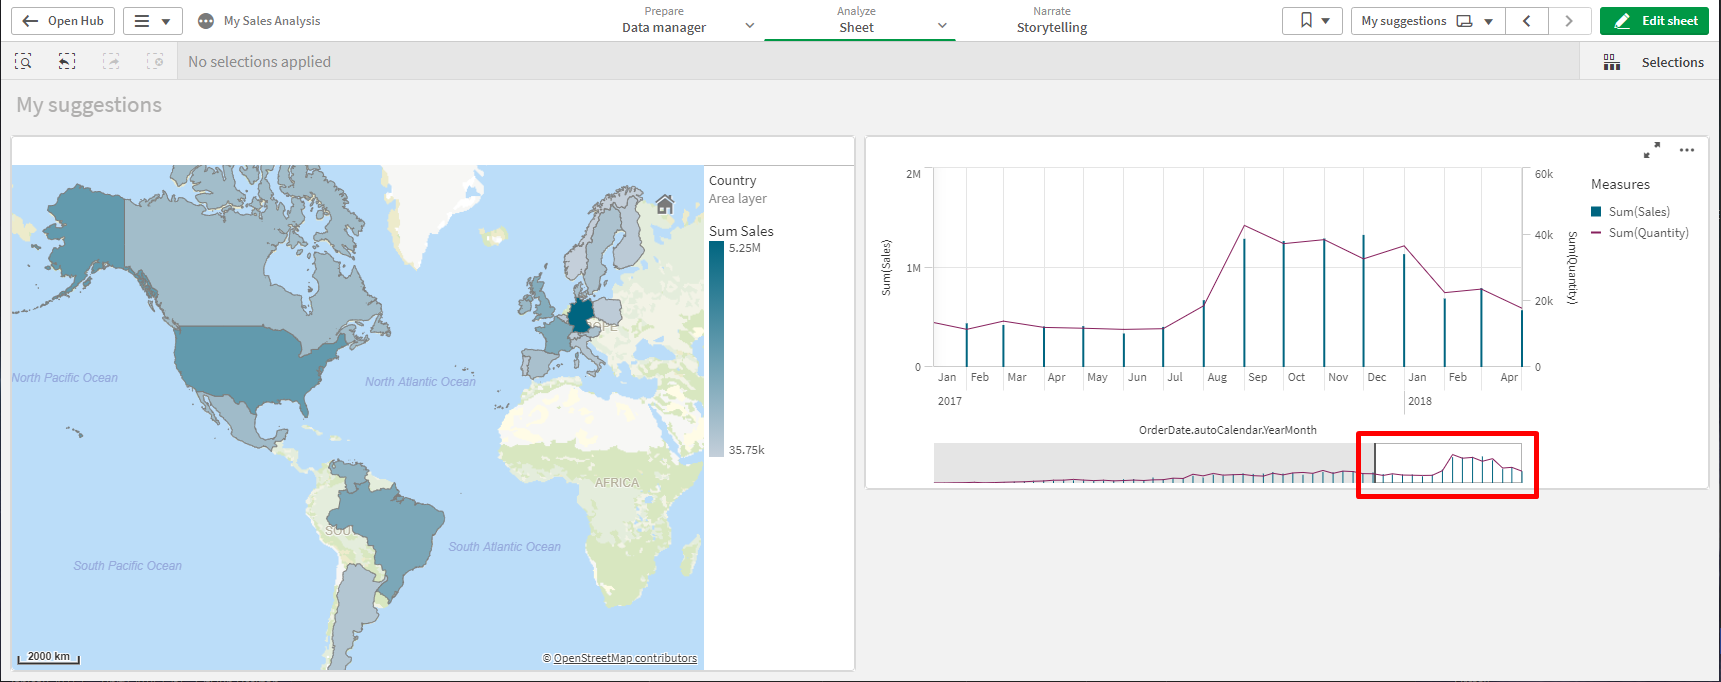 Open Hub
My Sales Analysis
Prepare
Data manager
Analyze
Sheet
Narrate
Storytelling
My suggestions
Edit sheet
No selections applied
Selections
My suggestions
Country
Area layer
Sum Sales
5.25M
35.75k
North Pacific Ocean
North Atlantic Ocean
AFRICA
SOU
South Atlantic Ocean
South Pacific Ocean
2000 km
© OpenStreetMap contributors
2M
1M
0
Sum(Sales)
60k
40k
20k
0
Sum(Quantity)
Measures
Sum(Sales)
Sum(Quantity)
Jan Feb Mar Apr May Jun Jul Aug Sep Oct Nov Dec Jan Feb Apr
2017 2018
OrderDate.autoCalendar.YearMonth